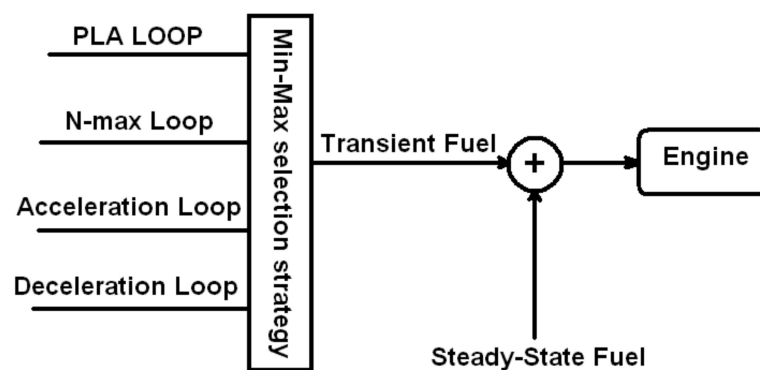 PLA LOOP
N-max Loop
Acceleration Loop
Deceleration Loop
Min-Max selection strategy
Transient Fuel
+
Engine
Steady-State Fuel